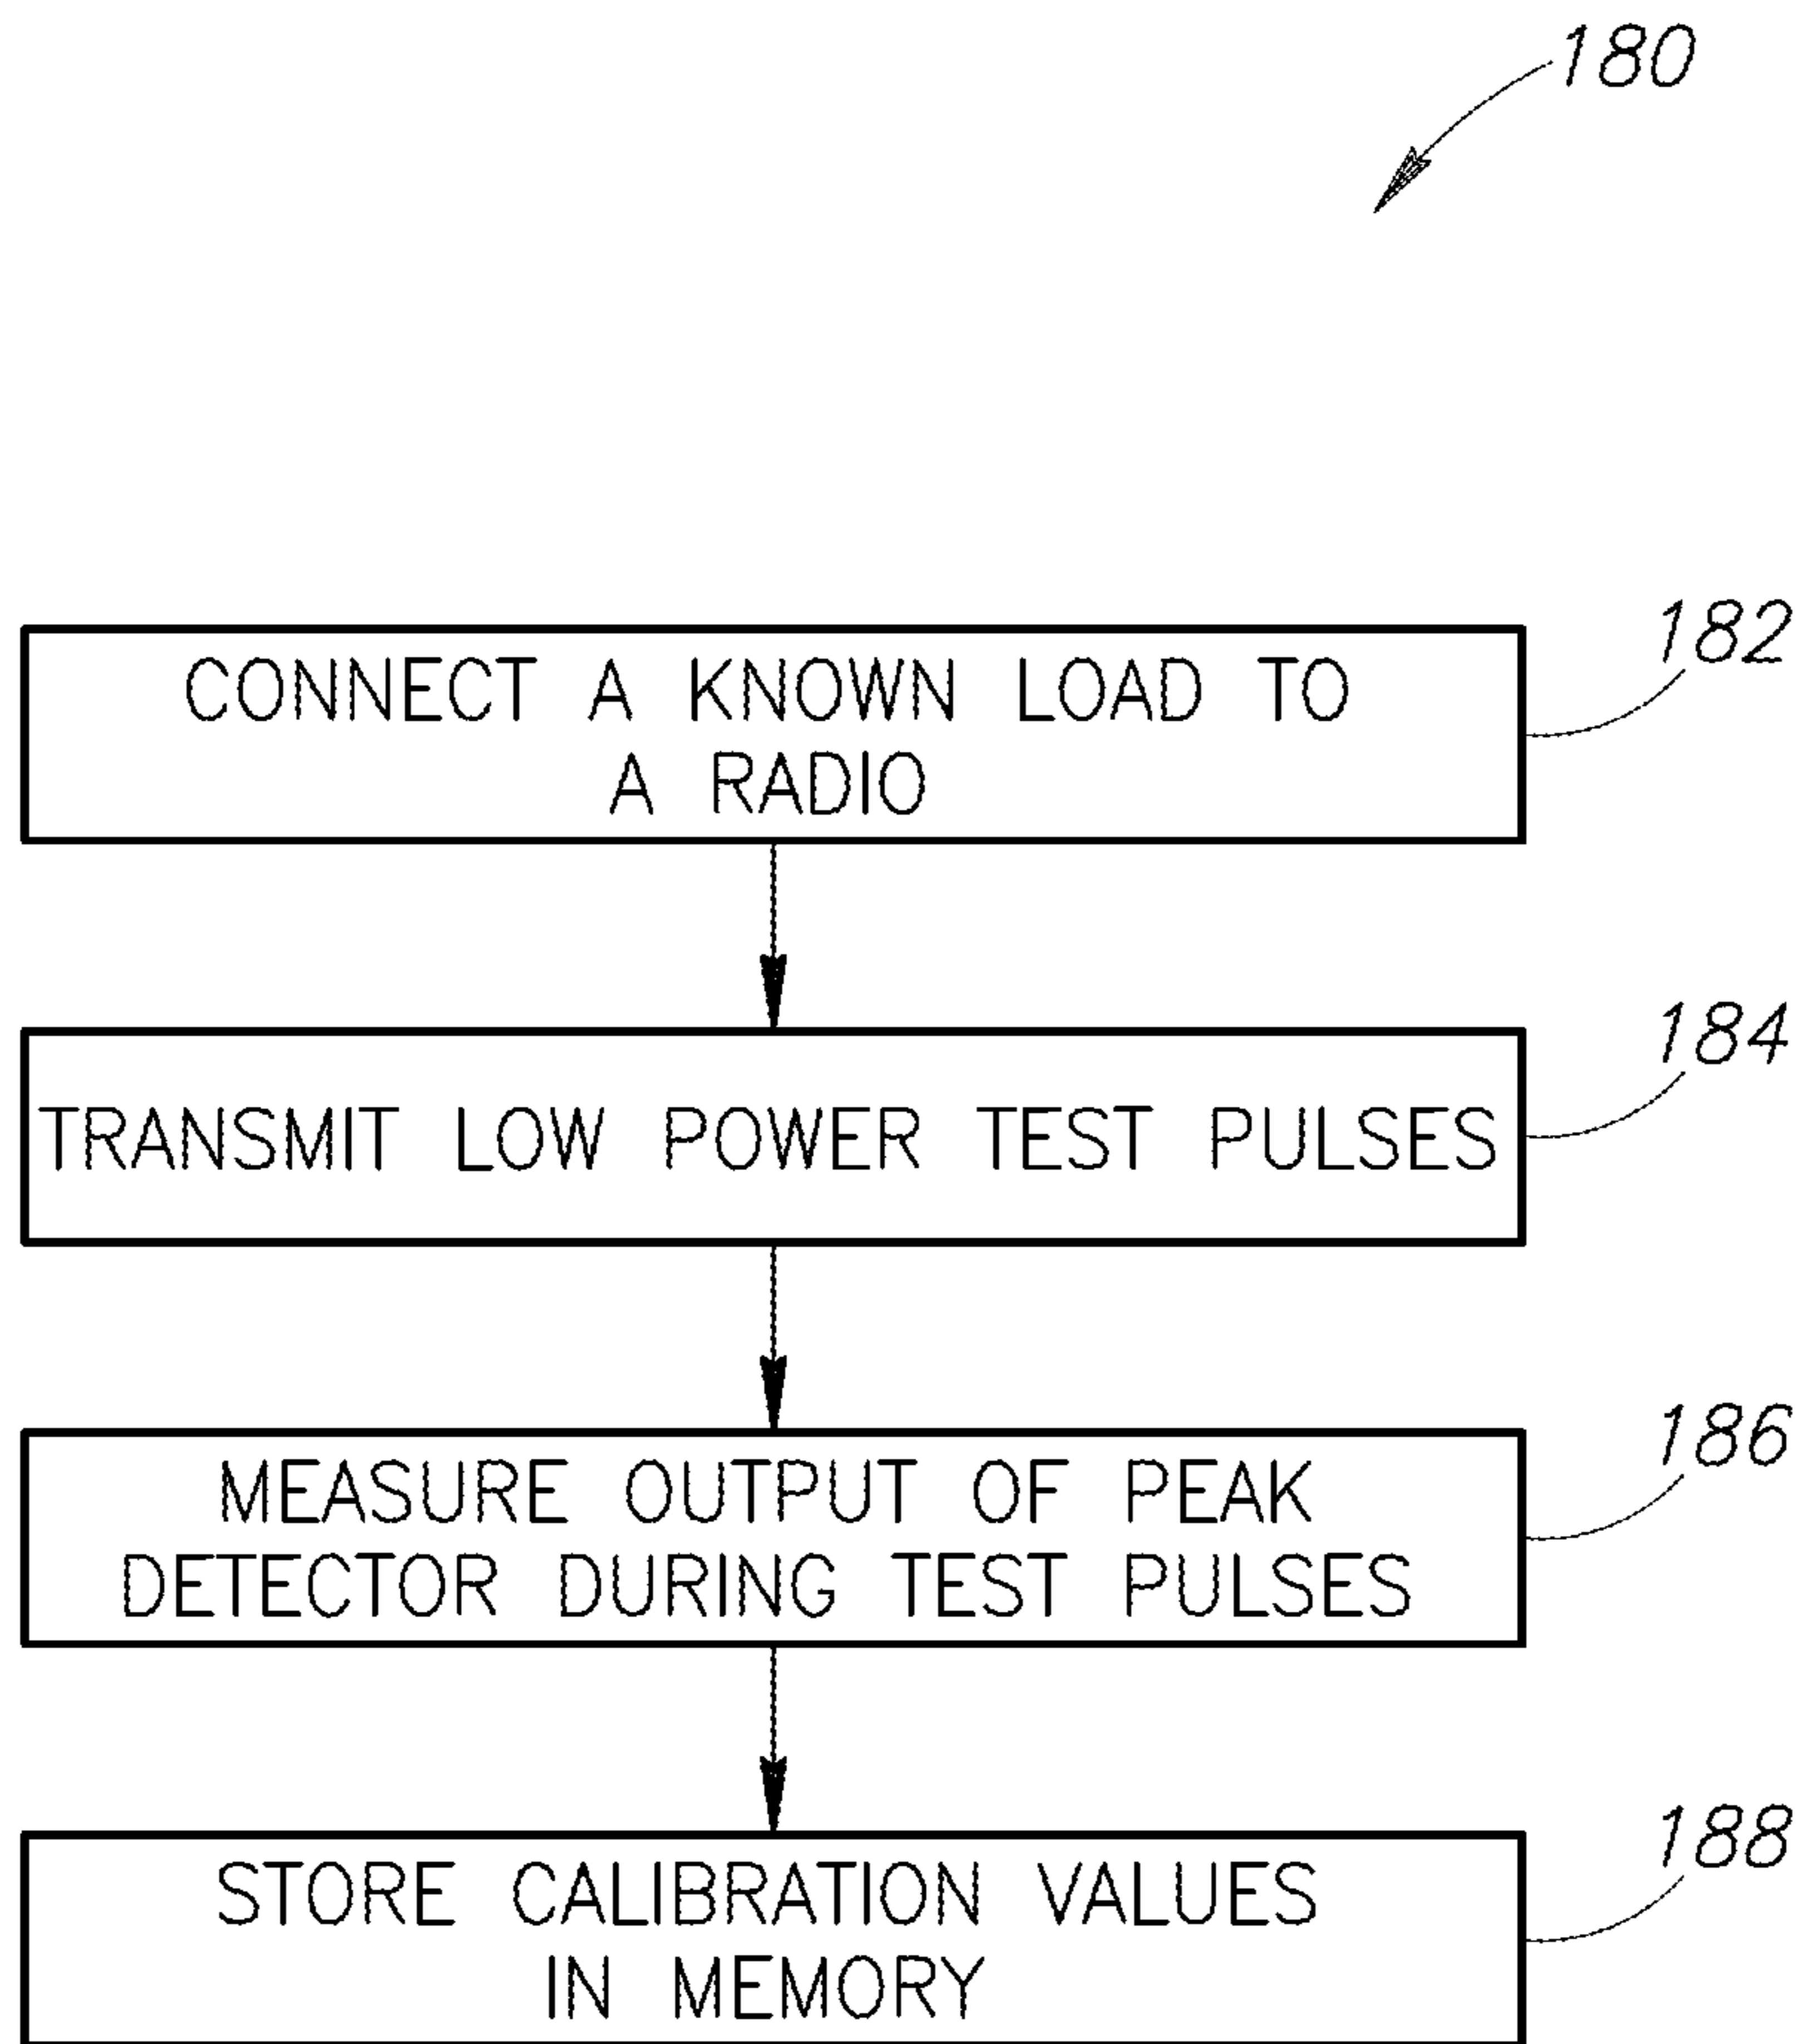 180
182
CONNECT A KNOWN LOAD TO
A RADIO
184
TRANSMIT LOW POWER TEST PULSES
186
MEASURE OUTPUT OF PEAK
DETECTOR DURING TEST PULSES
188
STORE CALIBRATION VALUES
IN MEMORY